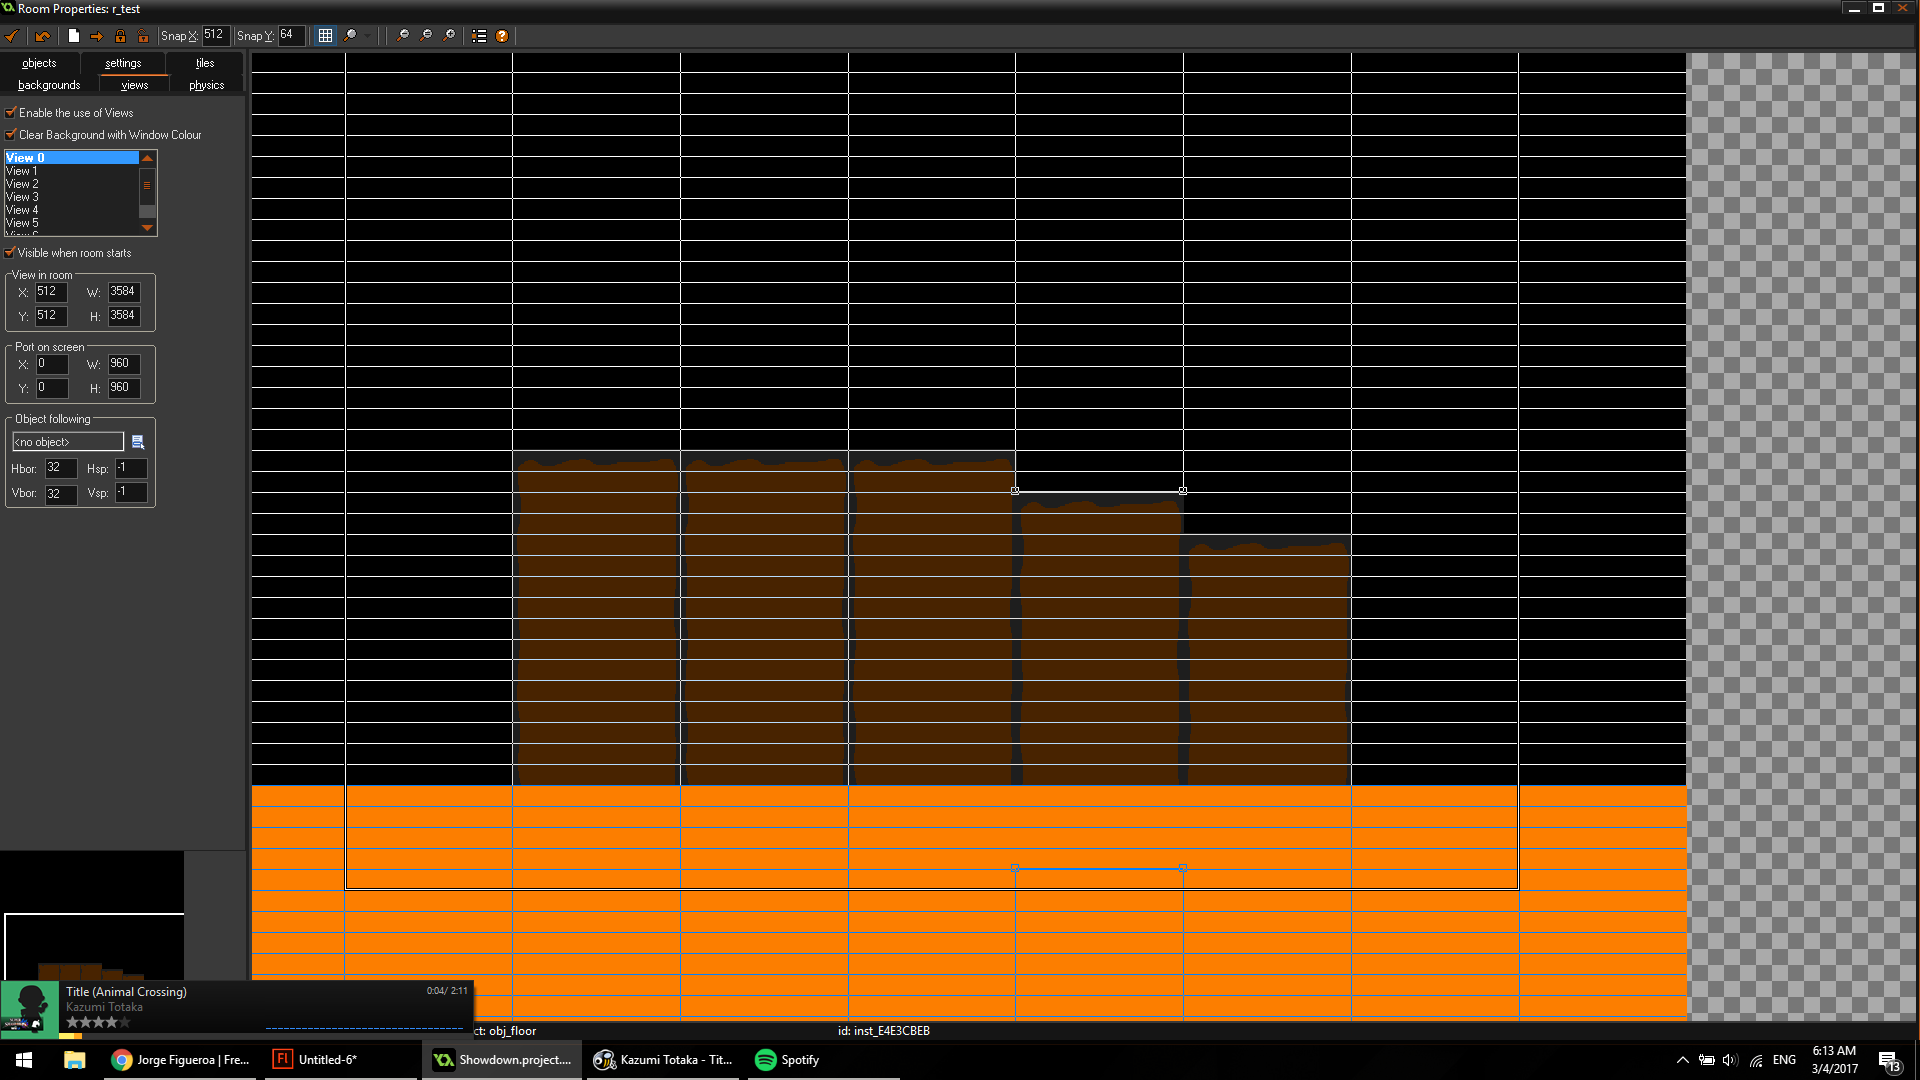 Room Properties: r_test
Snap X: 512 Snap Y: 64
objects settings tiles
backgrounds views physics
Enable the use of Views
Clear Background with Window Colour
View 0
View 1
View 2
View 3
View 4
View 5
Visible when room starts
View in room
X: 512 W: 3584
Y: 512 H: 3584
Port on screen
X: 0 W: 960
Y: 0 H: 960
Object following
<no object>
Hbor: 32 Hsp: -1
Vbor: 32 Vsp: -1
Title (Animal Crossing) 0:04/ 2:11
Kazumi Totaka
ct: obj_floor id: inst_E4E3CBEB
Jorge Figueroa | Fre... Fl Untitled-6* Showdown.project.... Kazumi Totaka - Tit... Spotify ENG 6:13 AM
3/4/2017 13